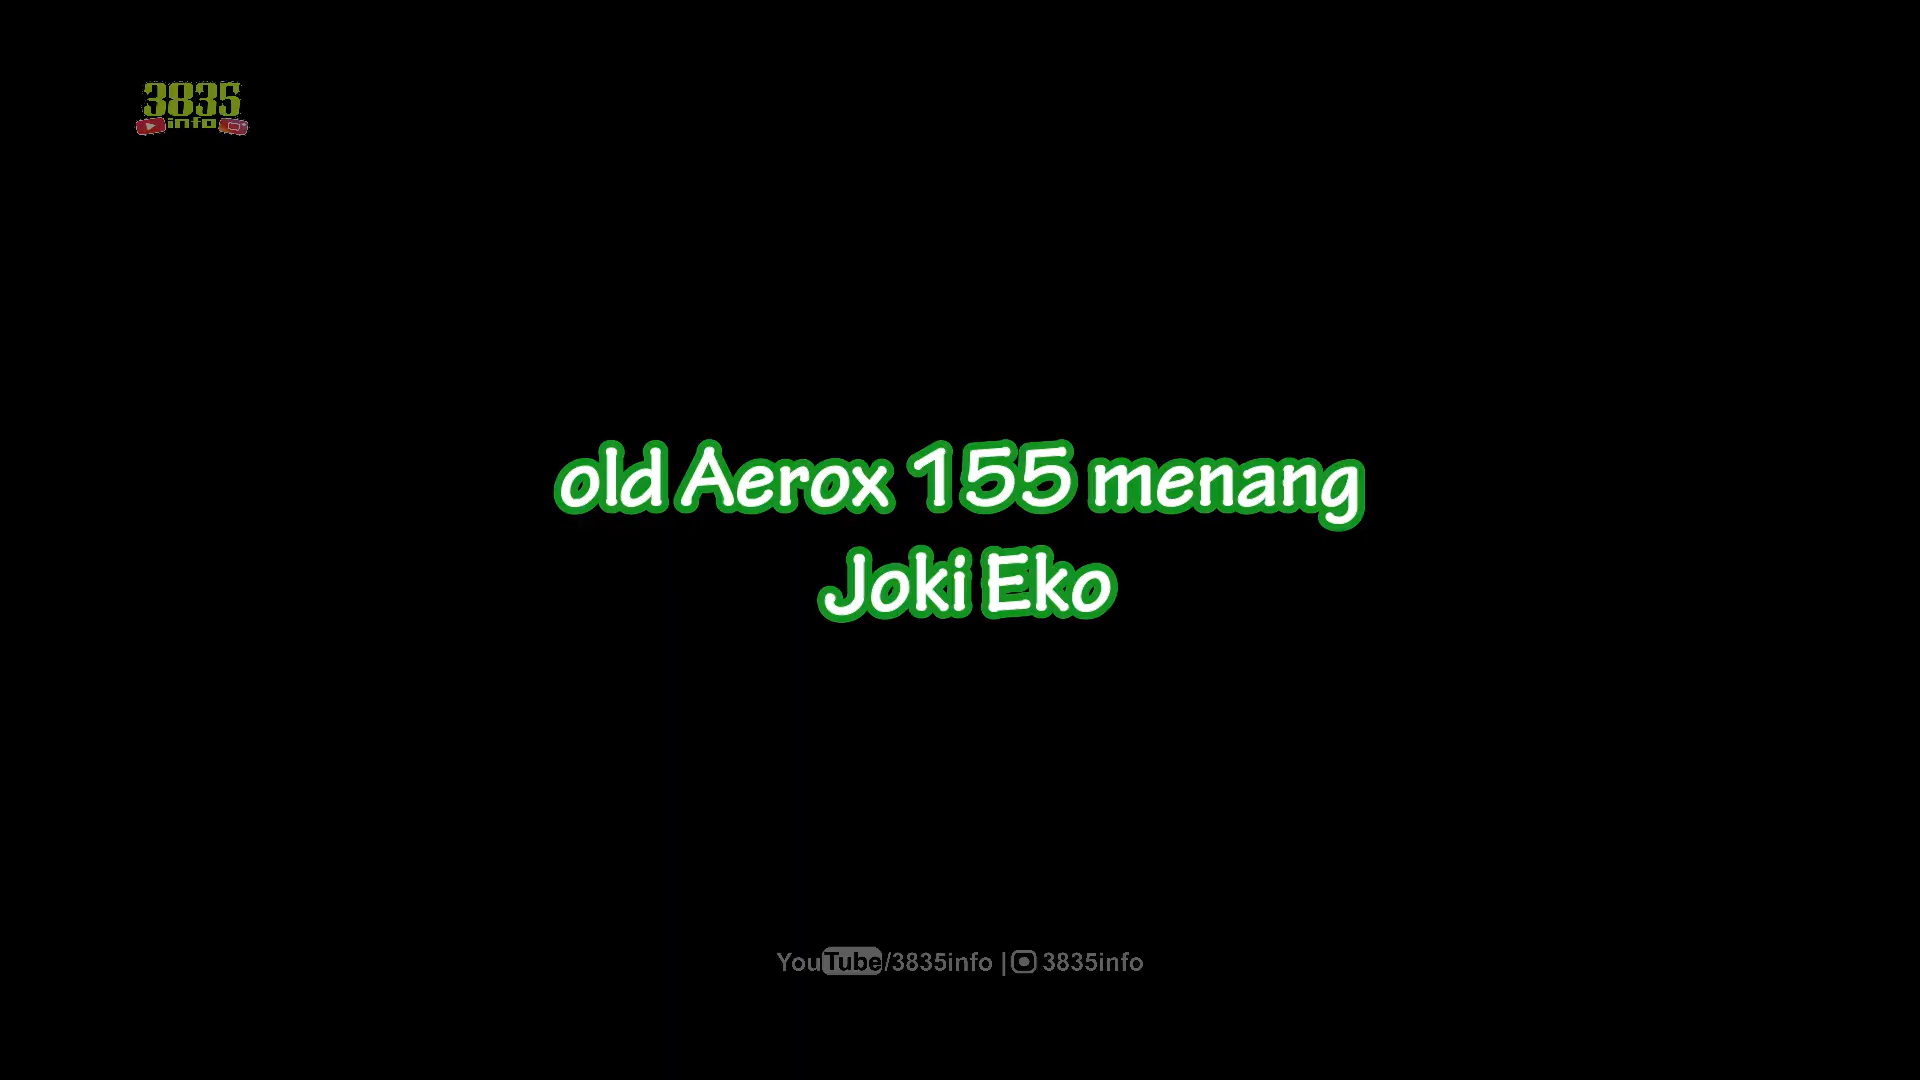 3835
info
old Aerox 155 menang
Joki Eko
YouTube/3835info | 3835info